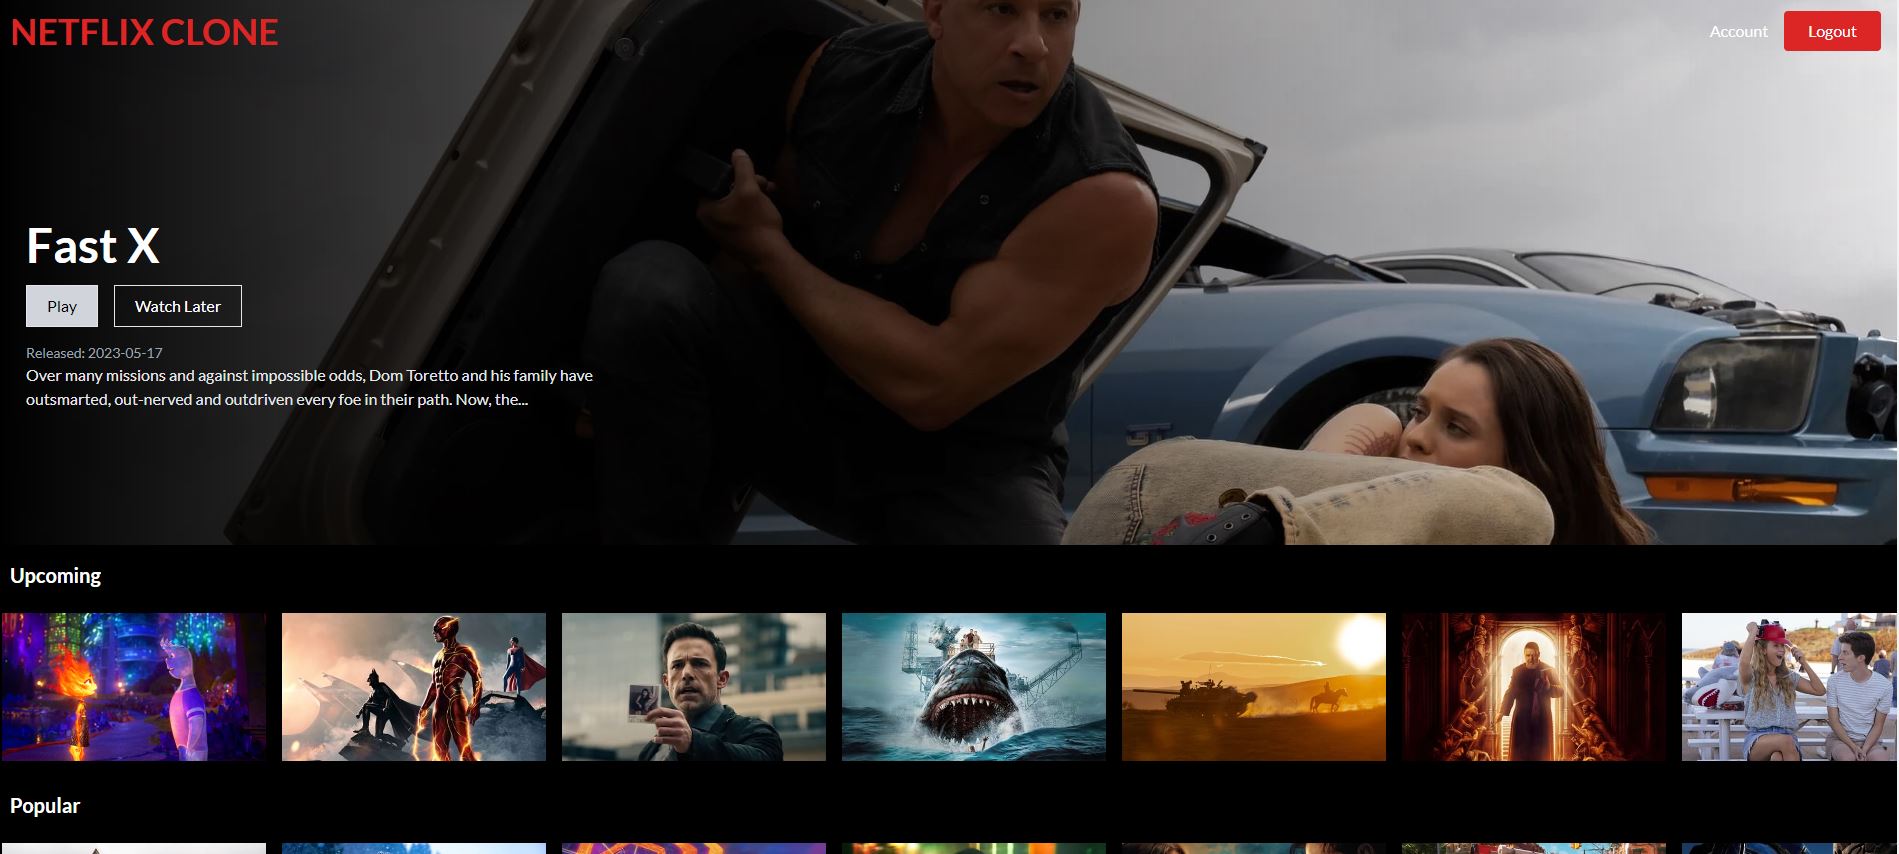 NETFLIX CLONE
Account
Logout
Fast X
Play
Watch Later
Released: 2023-05-17
Over many missions and against impossible odds, Dom Toretto and his family have
outsmarted, out-nerved and outdriven every foe in their path. Now, the...
Upcoming
Popular